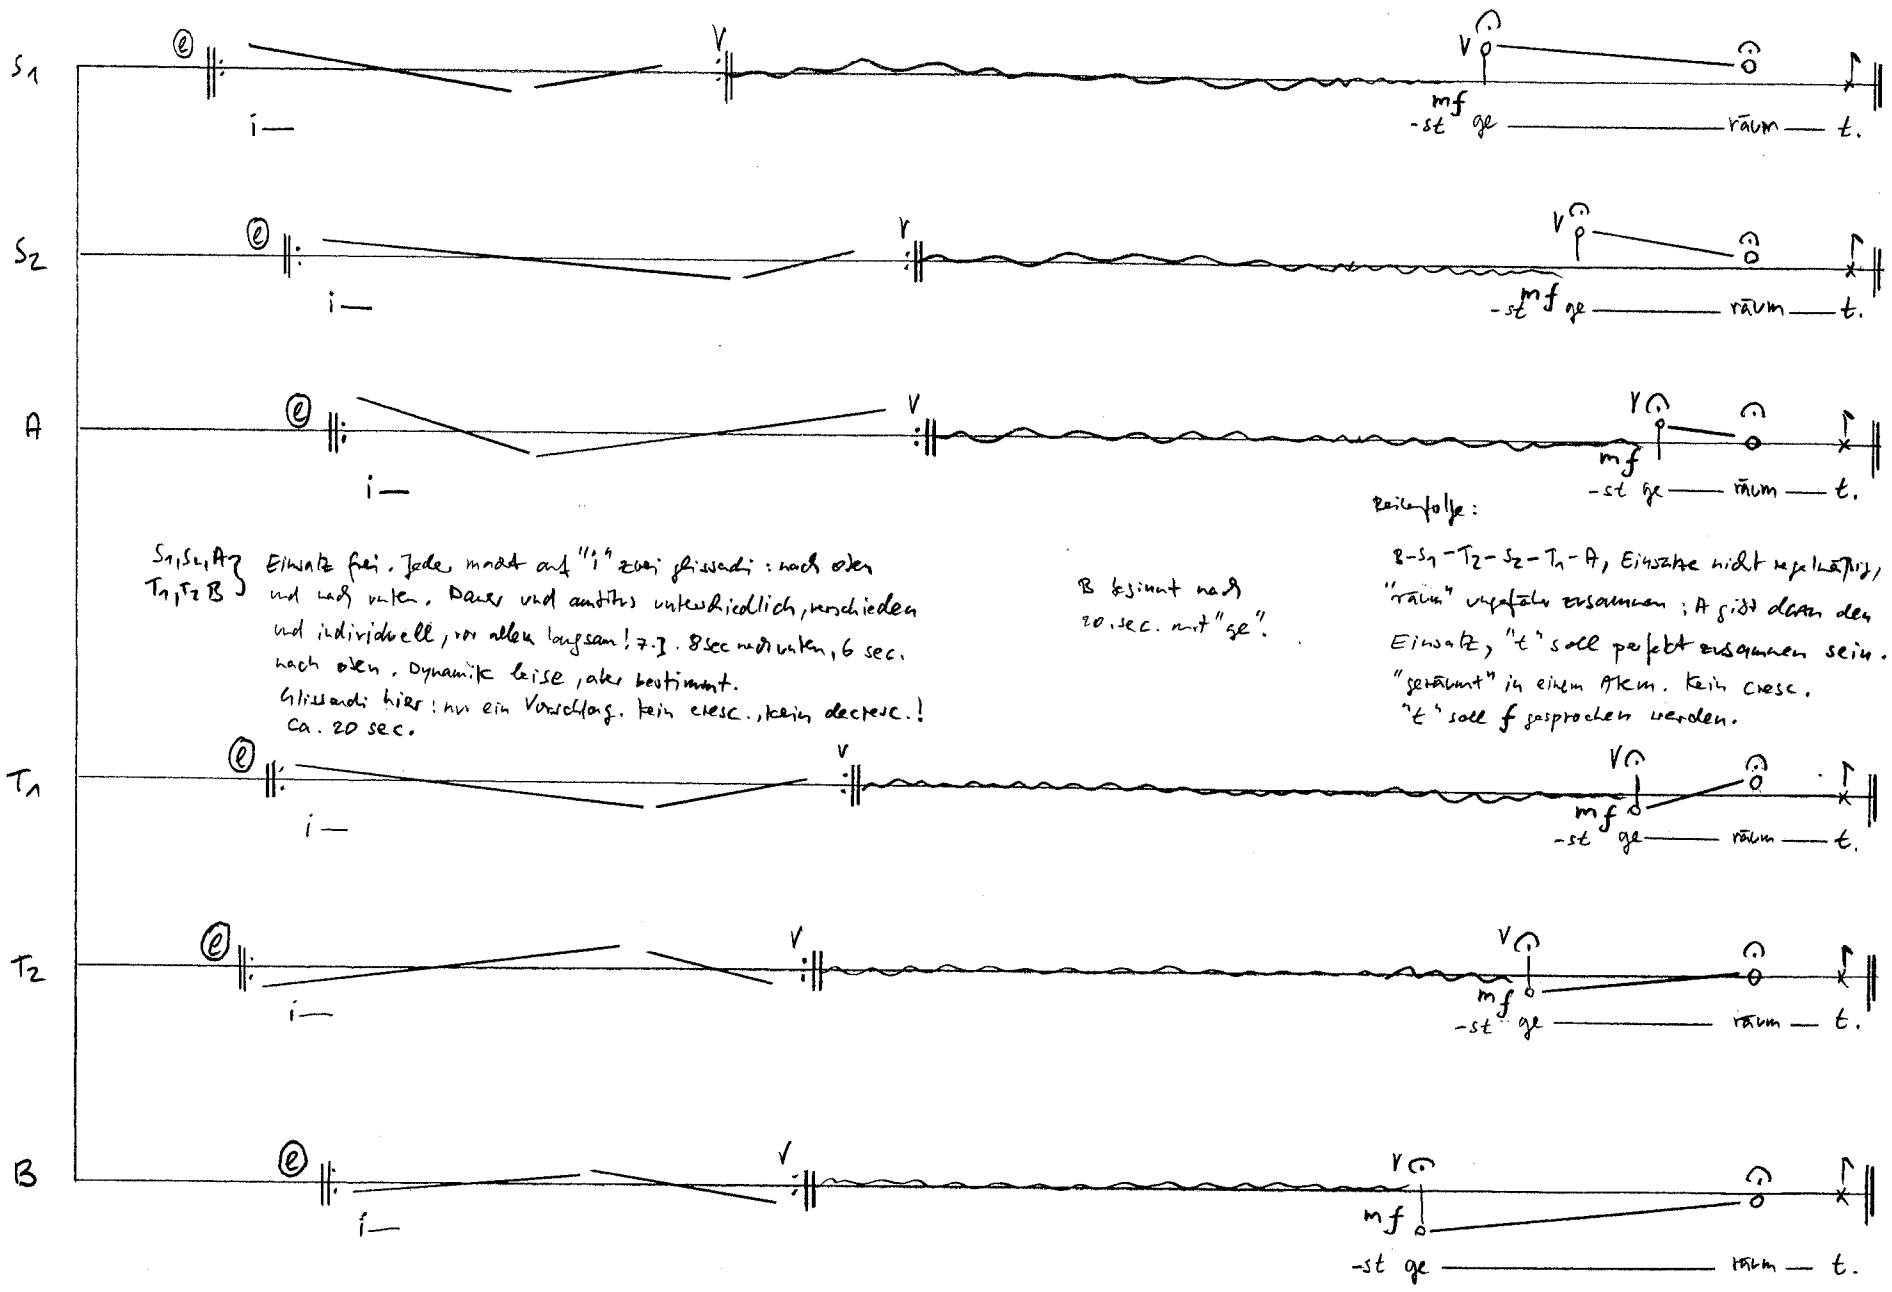 S1 e V V
i— mf
-st ge — räum — t.
S2 e V V
i— mf
-st ge — räum — t.
A e V V
i— mf
-st ge — räum — t.
S1, S2, A } T1, T2 B
Einsatz frei. Jeder macht auf "i" zwei glissandi: nach oben
und nach unten. Dauer und ambitus unterschiedlich, verschieden
und individuell, vor allem langsam! z.B. 8 sec nach unten, 6 sec.
nach oben. Dynamik leise, aber bestimmt.
Glissandi hier: nur ein Vorschlag. kein cresc., kein decresc.!
ca. 20 sec.
B beginnt nach
20. sec. mit "ge".
Reihenfolge:
B-S1-T2-S2-T1-A, Einsätze nicht regelmäßig,
"räum" ungefähr zusammen; A gibt dann den
Einsatz, "t" soll perfekt zusammen sein.
"geräumt" in einem Atem. Kein cresc.
"t" soll f gesprochen werden.
T1 e V V
i— mf
-st ge — räum — t.
T2 e V V
i— mf
-st ge — räum — t.
B e V V
i— mf
-st ge — räum — t.